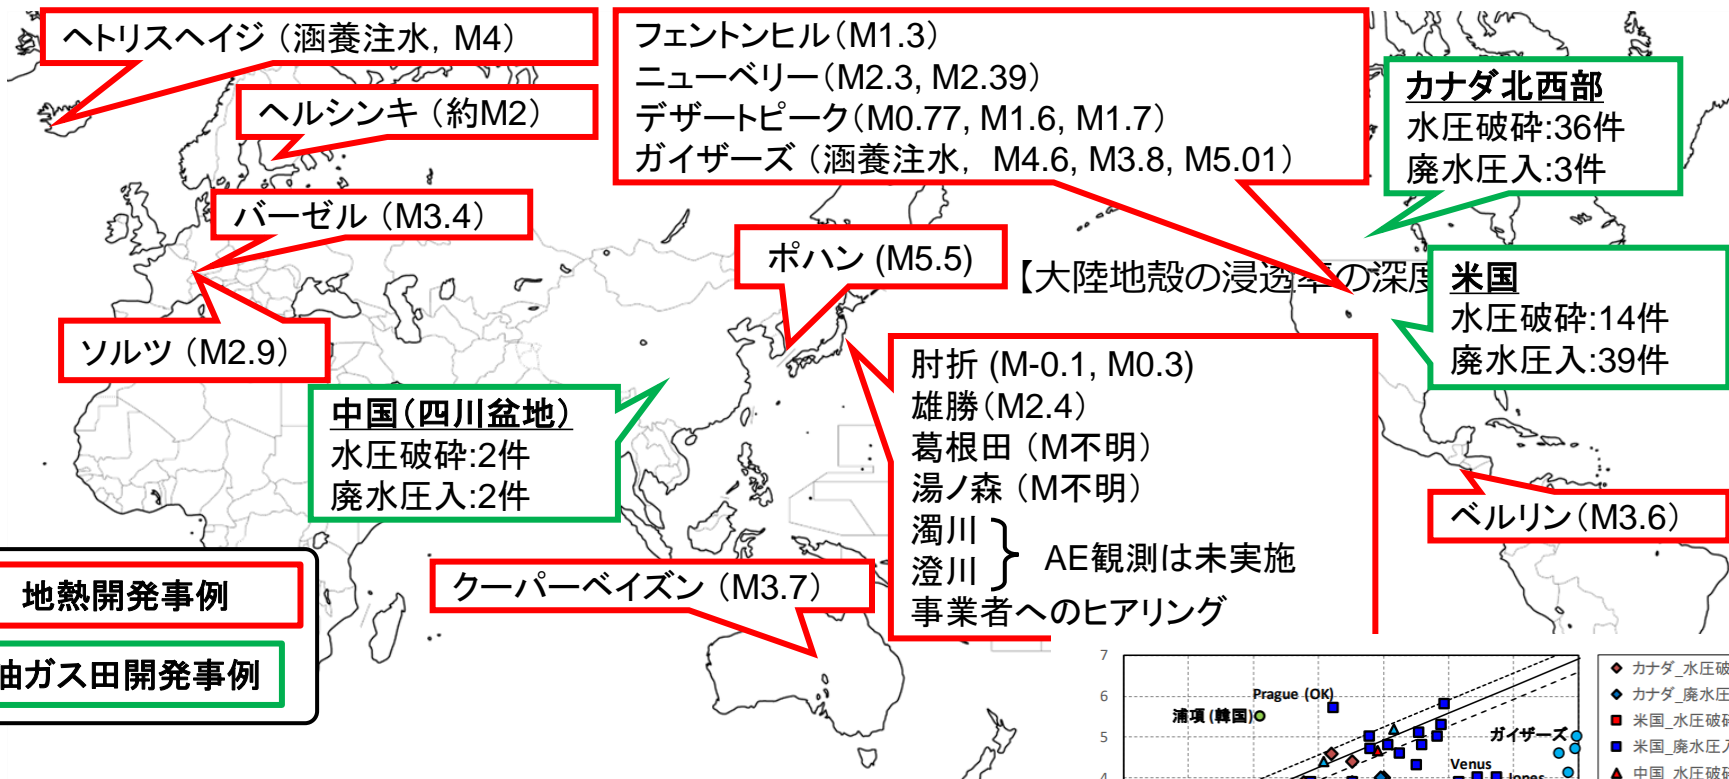 ヘトリスヘイジ（涵養注水, M4）
ヘルシンキ（約M2）
バーゼル（M3.4）
ソルツ（M2.9）
フェントンヒル（M1.3）
ニューベリー（M2.3, M2.39）
デザートピーク（M0.77, M1.6, M1.7）
ガイザーズ（涵養注水, M4.6, M3.8, M5.01）
カナダ北西部
水圧破砕:36件
廃水圧入:3件
ポハン (M5.5)
【大陸地殻の浸透率の深度
米国
水圧破砕:14件
廃水圧入:39件
中国（四川盆地）
水圧破砕:2件
廃水圧入:2件
肘折 (M-0.1, M0.3)
雄勝（M2.4）
葛根田（M不明）
湯ノ森（M不明）
濁川
澄川
AE観測は未実施
事業者へのヒアリング
ベルリン（M3.6）
クーパーベイズン（M3.7）
地熱開発事例
油ガス田開発事例
7
6
5
4
Prague (OK)
浦項 (韓国)
ガイザーズ
Venus
Jones
カナダ_水圧破
カナダ_廃水圧
米国_水圧破砕
米国_廃水圧入
中国_水圧破砕